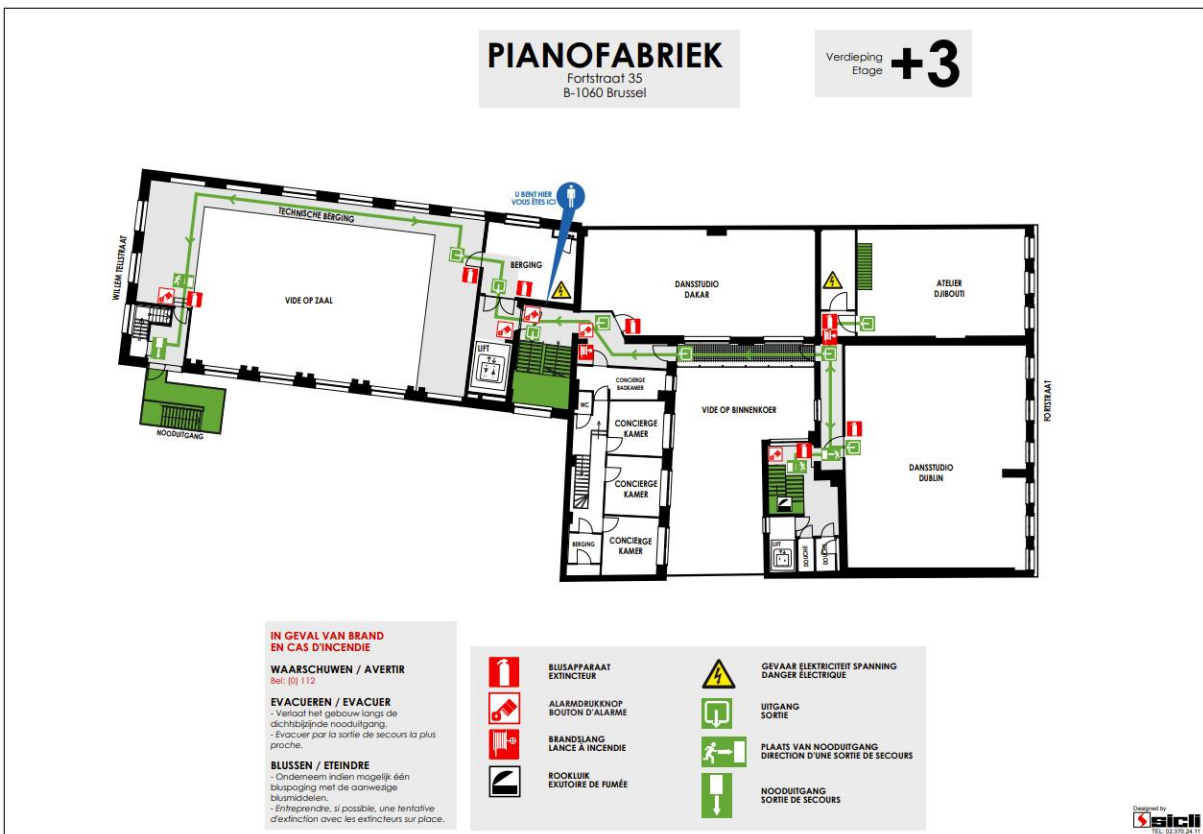 PIANOFABRIEK
Fortstraat 35
B-1060 Brussel
Verdieping
Etage
+3
U BENT HIER
VOUS ÊTES ICI
WILLEM TELLSTRAAT
TECHNISCHE BERGING
VIDE OP ZAAL
BERGING
LIFT
NOODUITGANG
DANSSTUDIO
DAKAR
ATELIER
DJIBOUTI
CONCIERGE
BADKAMER
WC
CONCIERGE
KAMER
CONCIERGE
KAMER
CONCIERGE
KAMER
BERGING
VIDE OP BINNENKOER
LIFT
DOUCHE
DOUCHE
DANSSTUDIO
DUBLIN
FORTSTRAAT
IN GEVAL VAN BRAND
EN CAS D'INCENDIE
WAARSCHUWEN / AVERTIR
Bel: (0) 112
EVACUEREN / EVACUER
- Verlaat het gebouw langs de
dichtsbijzijnde nooduitgang.
- Evacuer par la sortie de secours la plus
proche.
BLUSSEN / ETEINDRE
- Onderneem indien mogelijk één
bluspoging met de aanwezige
blusmiddelen.
- Entreprendre, si possible, une tentative
d'extinction avec les extincteurs sur place.
BLUSAPPARAAT
EXTINCTEUR
ALARMDRUKKNOP
BOUTON D'ALARME
BRANDSLANG
LANCE À INCENDIE
ROOKLUIK
EXUTOIRE DE FUMÉE
GEVAAR ELEKTRICITEIT SPANNING
DANGER ÉLECTRIQUE
UITGANG
SORTIE
PLAATS VAN NOODUITGANG
DIRECTION D'UNE SORTIE DE SECOURS
NOODUITGANG
SORTIE DE SECOURS
Designed by
sicli
TEL: 02.370.24.11